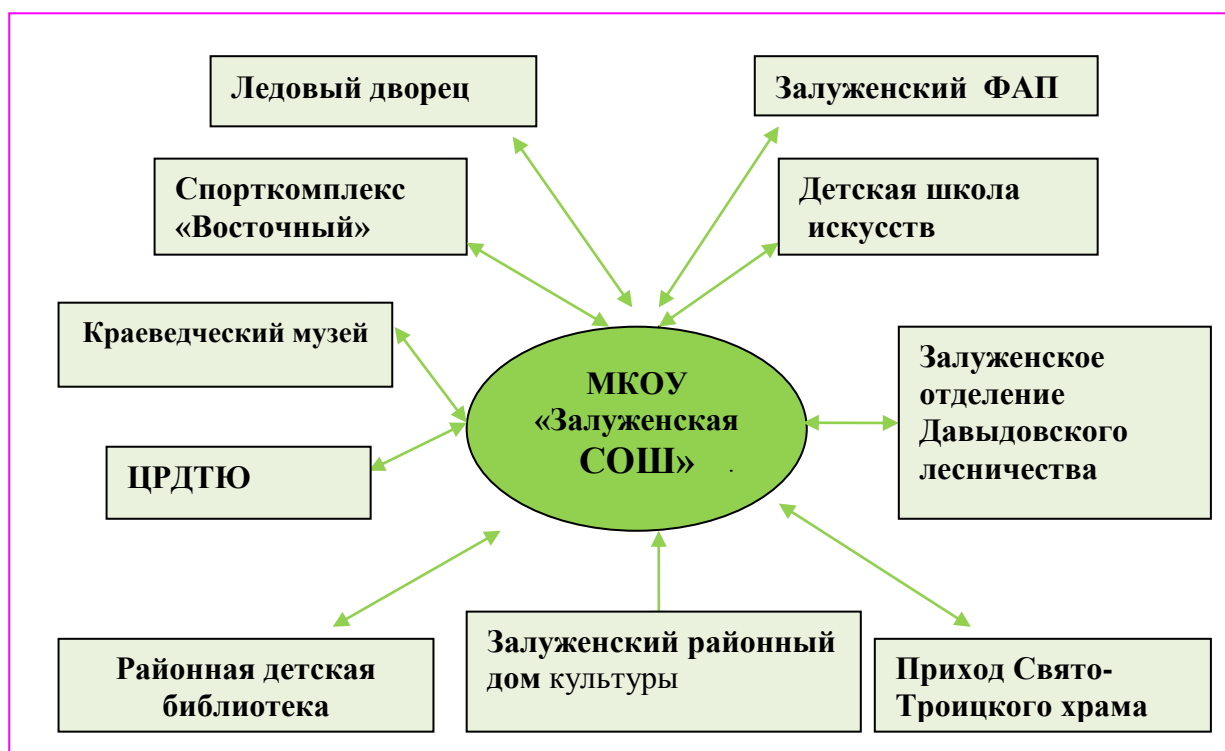 Ледовый дворец
Залуженский ФАП
Спорткомплекс
«Восточный»
Детская школа
искусств
Краеведческий музей
МКОУ
«Залуженская
СОШ» .
Залуженское
отделение
Давыдовского
лесничества
ЦРДТЮ
Районная детская
библиотека
Залуженский районный
дом культуры
Приход Свято-
Троицкого храма